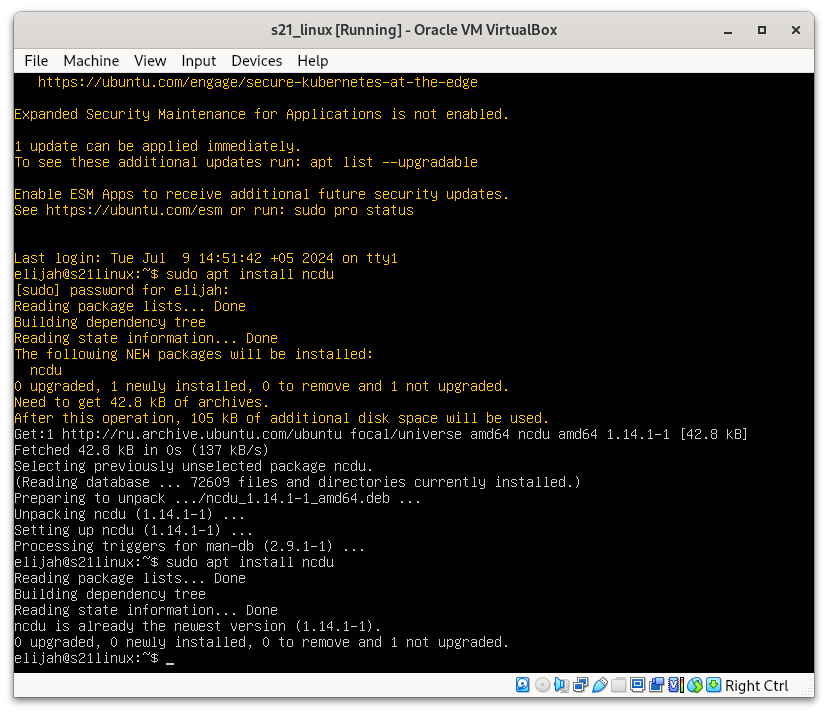 s21_linux [Running] - Oracle VM VirtualBox
File Machine View Input Devices Help
https://ubuntu.com/engage/secure-kubernetes-at-the-edge
Expanded Security Maintenance for Applications is not enabled.
1 update can be applied immediately.
To see these additional updates run: apt list --upgradable
Enable ESM Apps to receive additional future security updates.
See https://ubuntu.com/esm or run: sudo pro status
Last login: Tue Jul  9 14:51:42 +05 2024 on tty1
elijah@s21linux:~$ sudo apt install ncdu
[sudo] password for elijah:
Reading package lists... Done
Building dependency tree
Reading state information... Done
The following NEW packages will be installed:
  ncdu
0 upgraded, 1 newly installed, 0 to remove and 1 not upgraded.
Need to get 42.8 kB of archives.
After this operation, 105 kB of additional disk space will be used.
Get:1 http://ru.archive.ubuntu.com/ubuntu focal/universe amd64 ncdu amd64 1.14.1-1 [42.8 kB]
Fetched 42.8 kB in 0s (137 kB/s)
Selecting previously unselected package ncdu.
(Reading database ... 72609 files and directories currently installed.)
Preparing to unpack .../ncdu_1.14.1-1_amd64.deb ...
Unpacking ncdu (1.14.1-1) ...
Setting up ncdu (1.14.1-1) ...
Processing triggers for man-db (2.9.1-1) ...
elijah@s21linux:~$ sudo apt install ncdu
Reading package lists... Done
Building dependency tree
Reading state information... Done
ncdu is already the newest version (1.14.1-1).
0 upgraded, 0 newly installed, 0 to remove and 1 not upgraded.
elijah@s21linux:~$ _
Right Ctrl